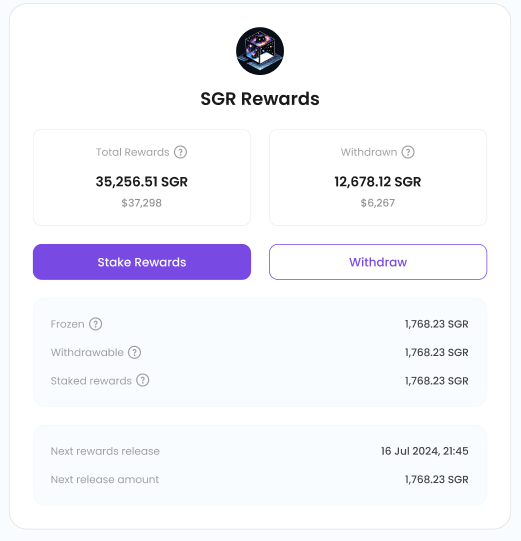 SGR Rewards
Total Rewards ?
Withdrawn ?
35,256.51 SGR
12,678.12 SGR
$37,298
$6,267
Stake Rewards
Withdraw
Frozen ? 1,768.23 SGR
Withdrawable ? 1,768.23 SGR
Staked rewards ? 1,768.23 SGR
Next rewards release 16 Jul 2024, 21:45
Next release amount 1,768.23 SGR